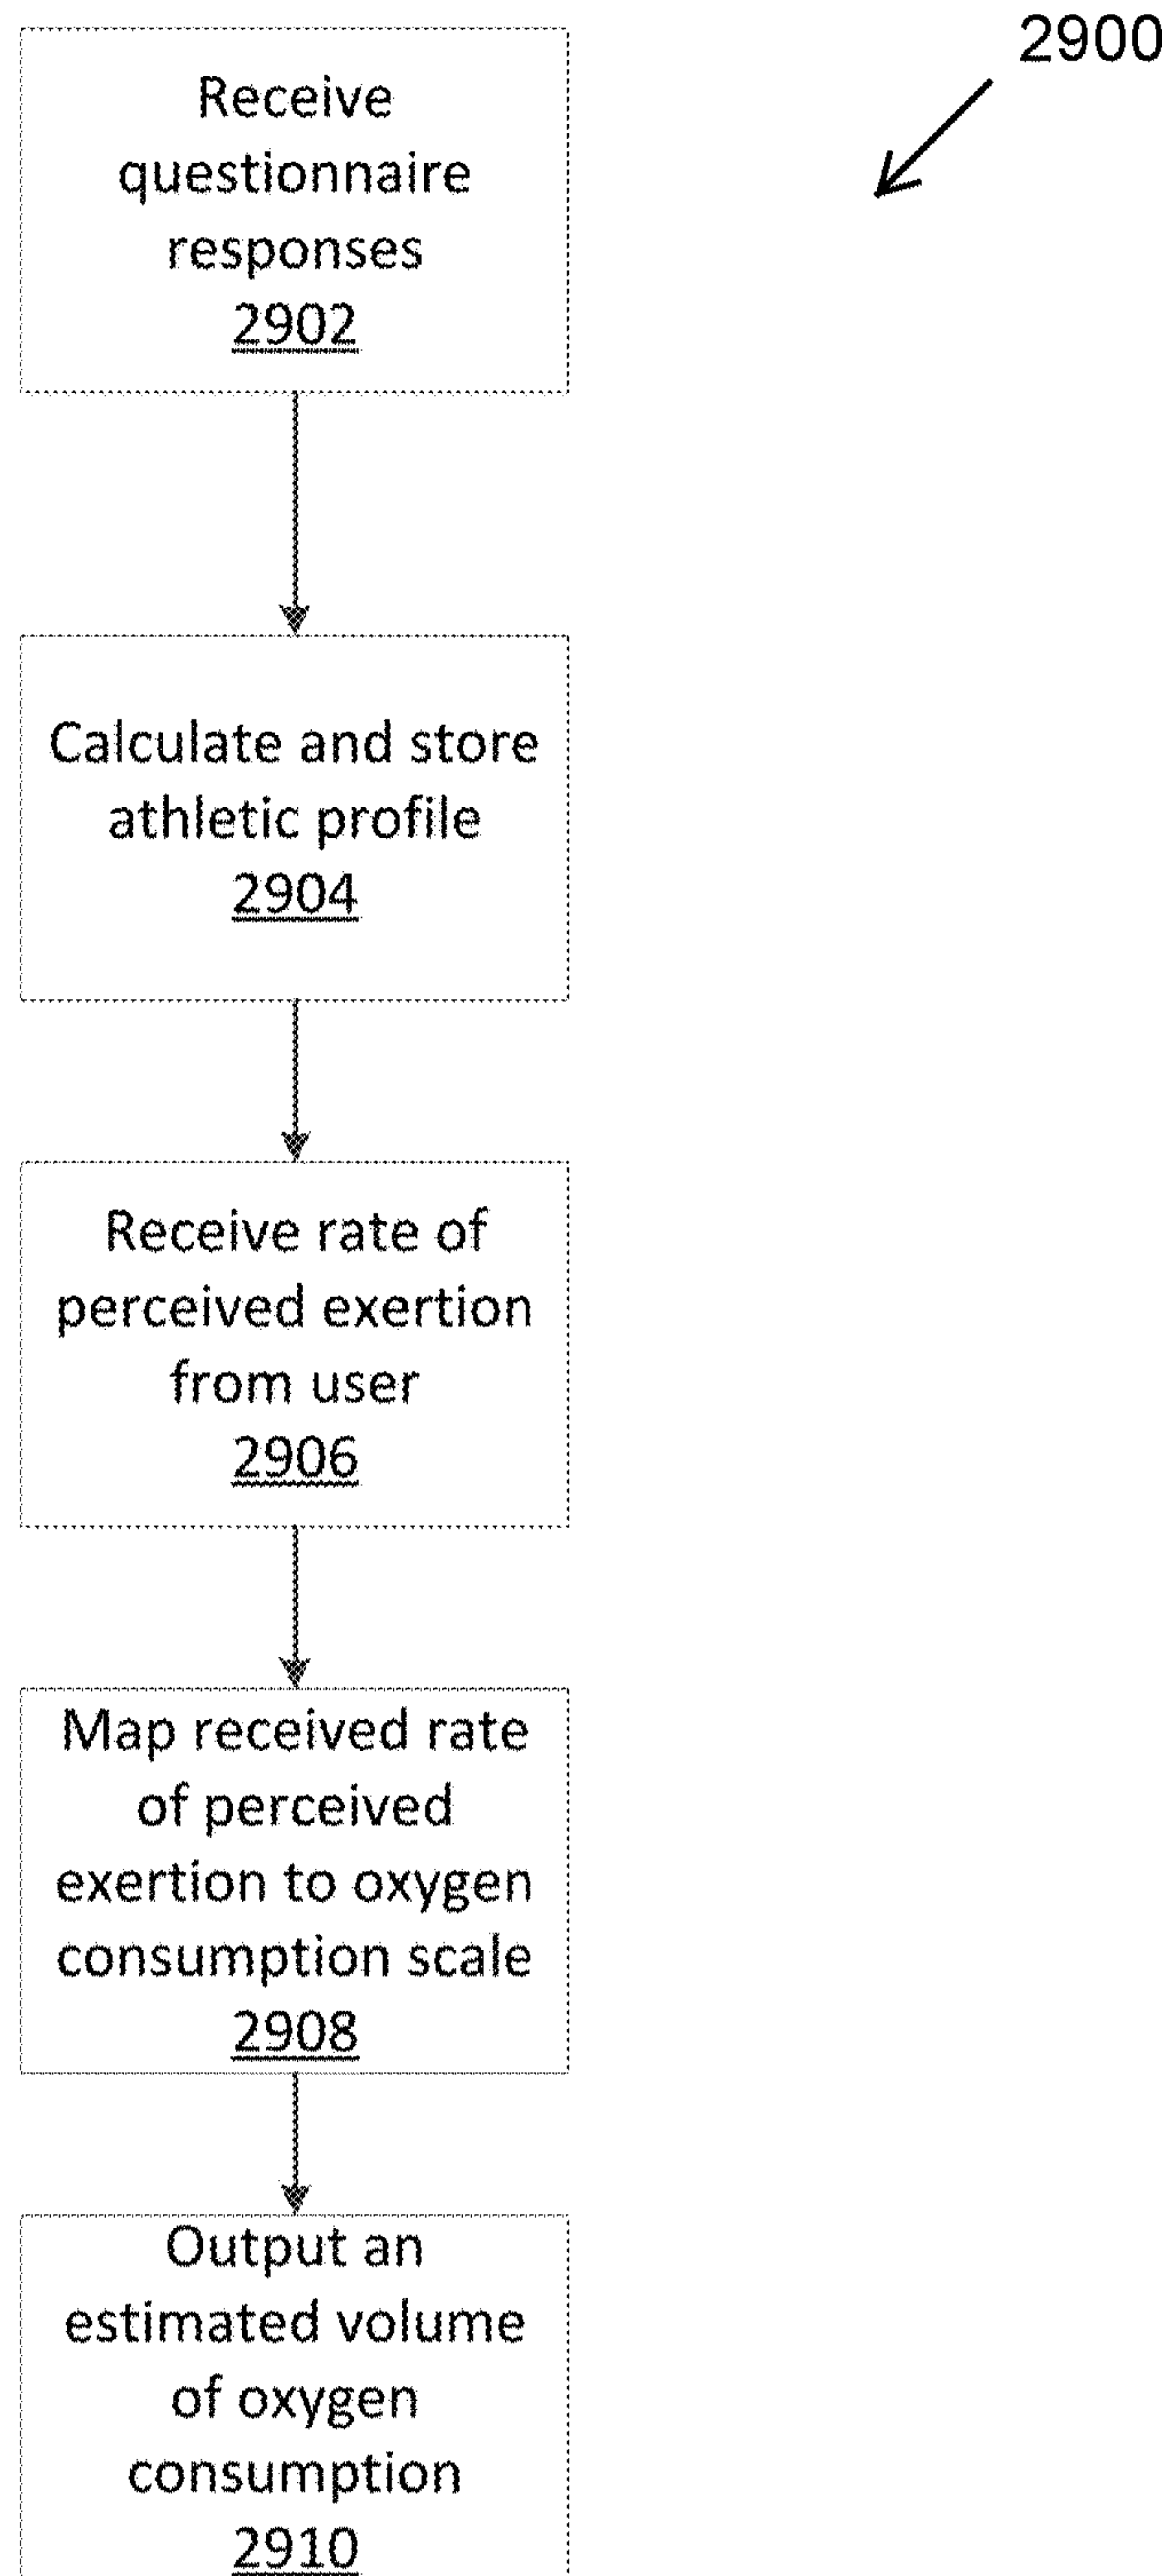 2900
Receive
questionnaire
responses
2902
Calculate and store
athletic profile
2904
Receive rate of
perceived exertion
from user
2906
Map received rate
of perceived
exertion to oxygen
consumption scale
2908
Output an
estimated volume
of oxygen
consumption
2910